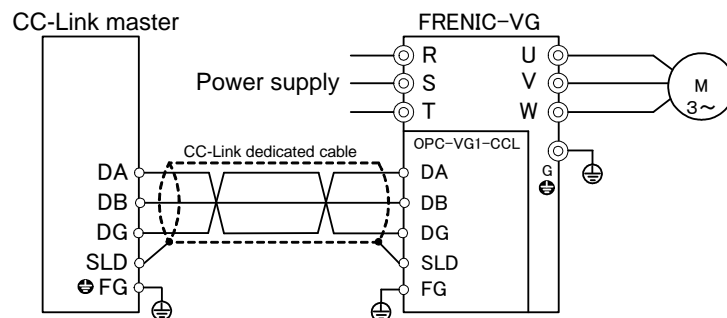 CC-Link master
FRENIC-VG
Power supply
R
S
T
U
V
W
M
3~
G
OPC-VG1-CCL
CC-Link dedicated cable
DA
DB
DG
SLD
FG
DA
DB
DG
SLD
FG